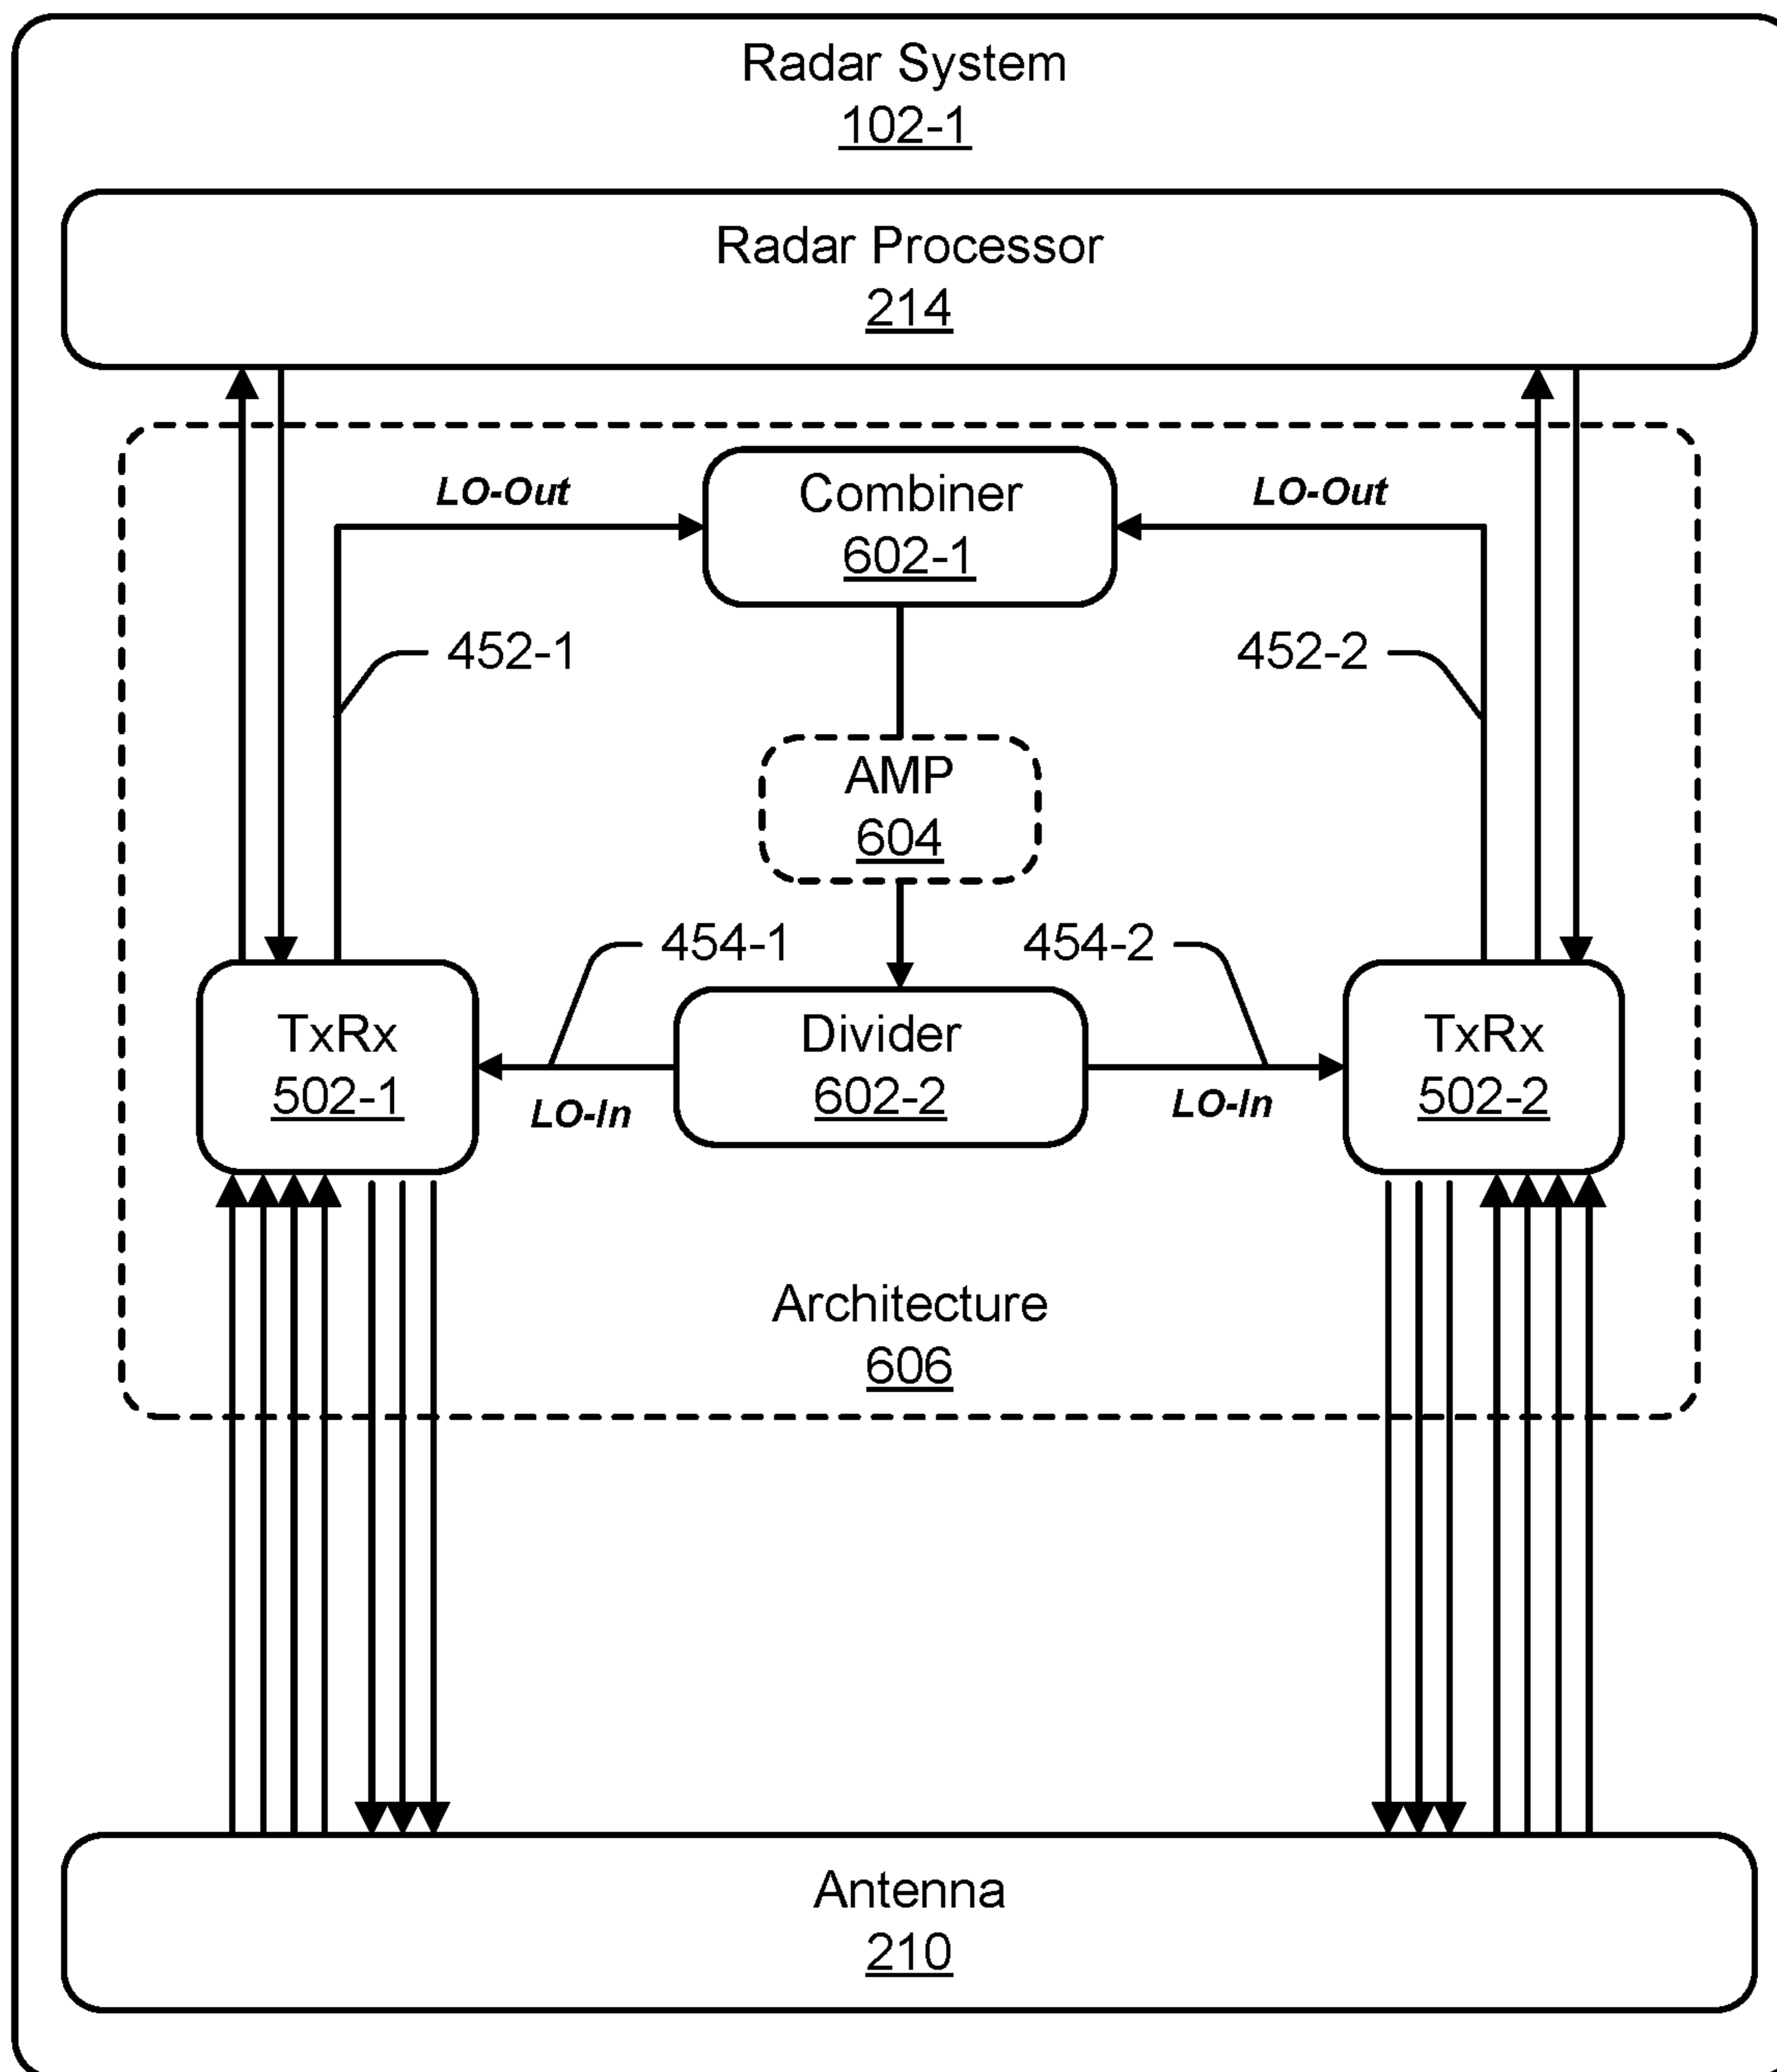 Radar System
102-1
Radar Processor
214
LO-Out
Combiner
602-1
LO-Out
452-1
452-2
AMP
604
454-1
454-2
TxRx
502-1
LO-In
Divider
602-2
LO-In
TxRx
502-2
Architecture
606
Antenna
210